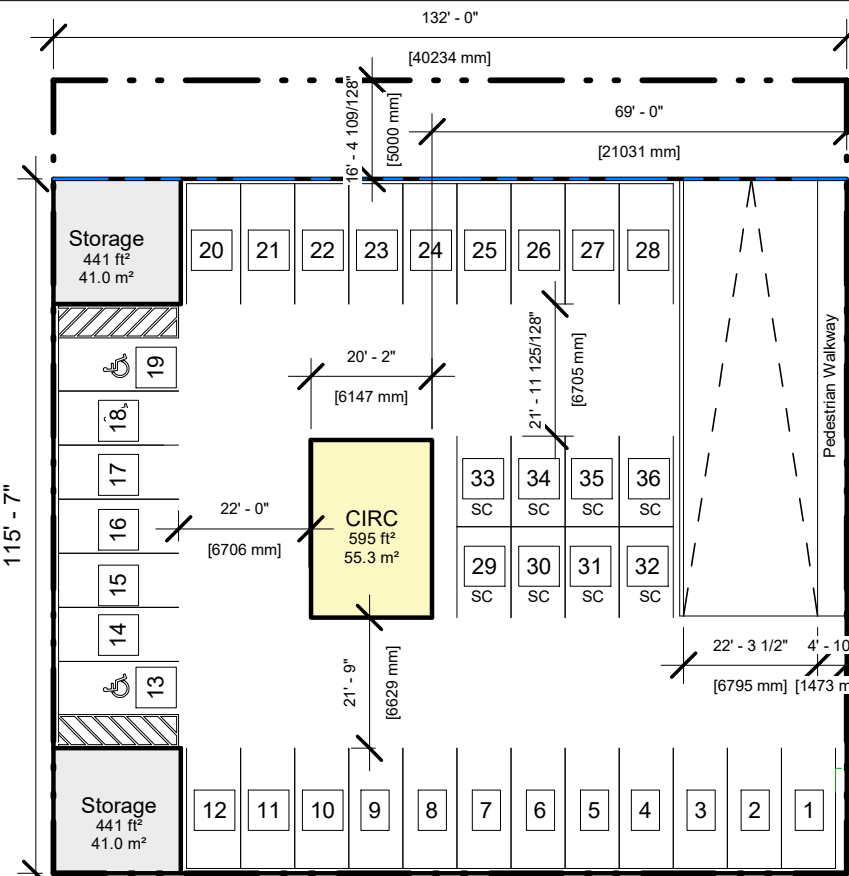 132' - 0"
[40234 mm]
16' - 4 109/128"
[5000 mm]
69' - 0"
[21031 mm]
Storage
441 ft²
41.0 m²
20 21 22 23 24 25 26 27 28
19
18
17
16
15
14
13
20' - 2"
[6147 mm]
21' - 11 125/128"
[6705 mm]
Pedestrian Walkway
115' - 7"
22' - 0"
[6706 mm]
CIRC
595 ft²
55.3 m²
33 34 35 36
SC SC SC SC
29 30 31 32
SC SC SC SC
21' - 9"
[6629 mm]
22' - 3 1/2" 4' - 10
[6795 mm] [1473 m
Storage
441 ft²
41.0 m²
12 11 10 9 8 7 6 5 4 3 2 1